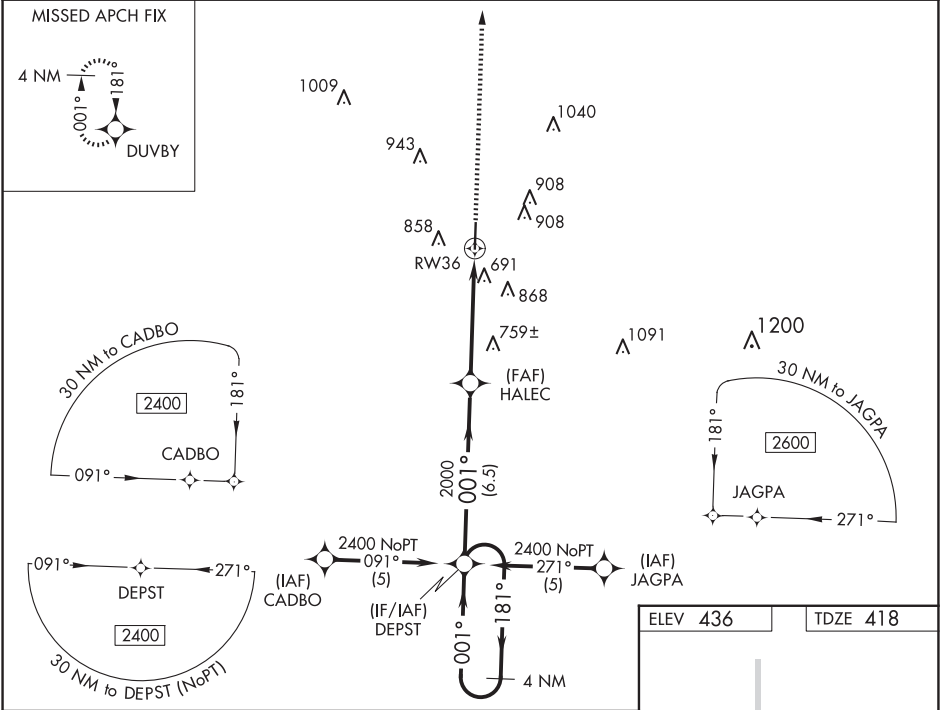 MISSED APCH FIX
4 NM
001°
181°
DUVBY
1009
1040
943
908
908
858
RW36
691
868
759±
1091
1200
(FAF)
HALEC
30 NM to CADBO
2400
181°
CADBO
091°
30 NM to JAGPA
2600
181°
JAGPA
271°
2000
001°
(6.5)
2400 NoPT
091°
(5)
(IAF)
CADBO
2400 NoPT
271°
(5)
(IAF)
JAGPA
(IF/IAF)
DEPST
001°
181°
4 NM
091°
271°
DEPST
2400
30 NM to DEPST (NoPT)
ELEV 436
TDZE 418